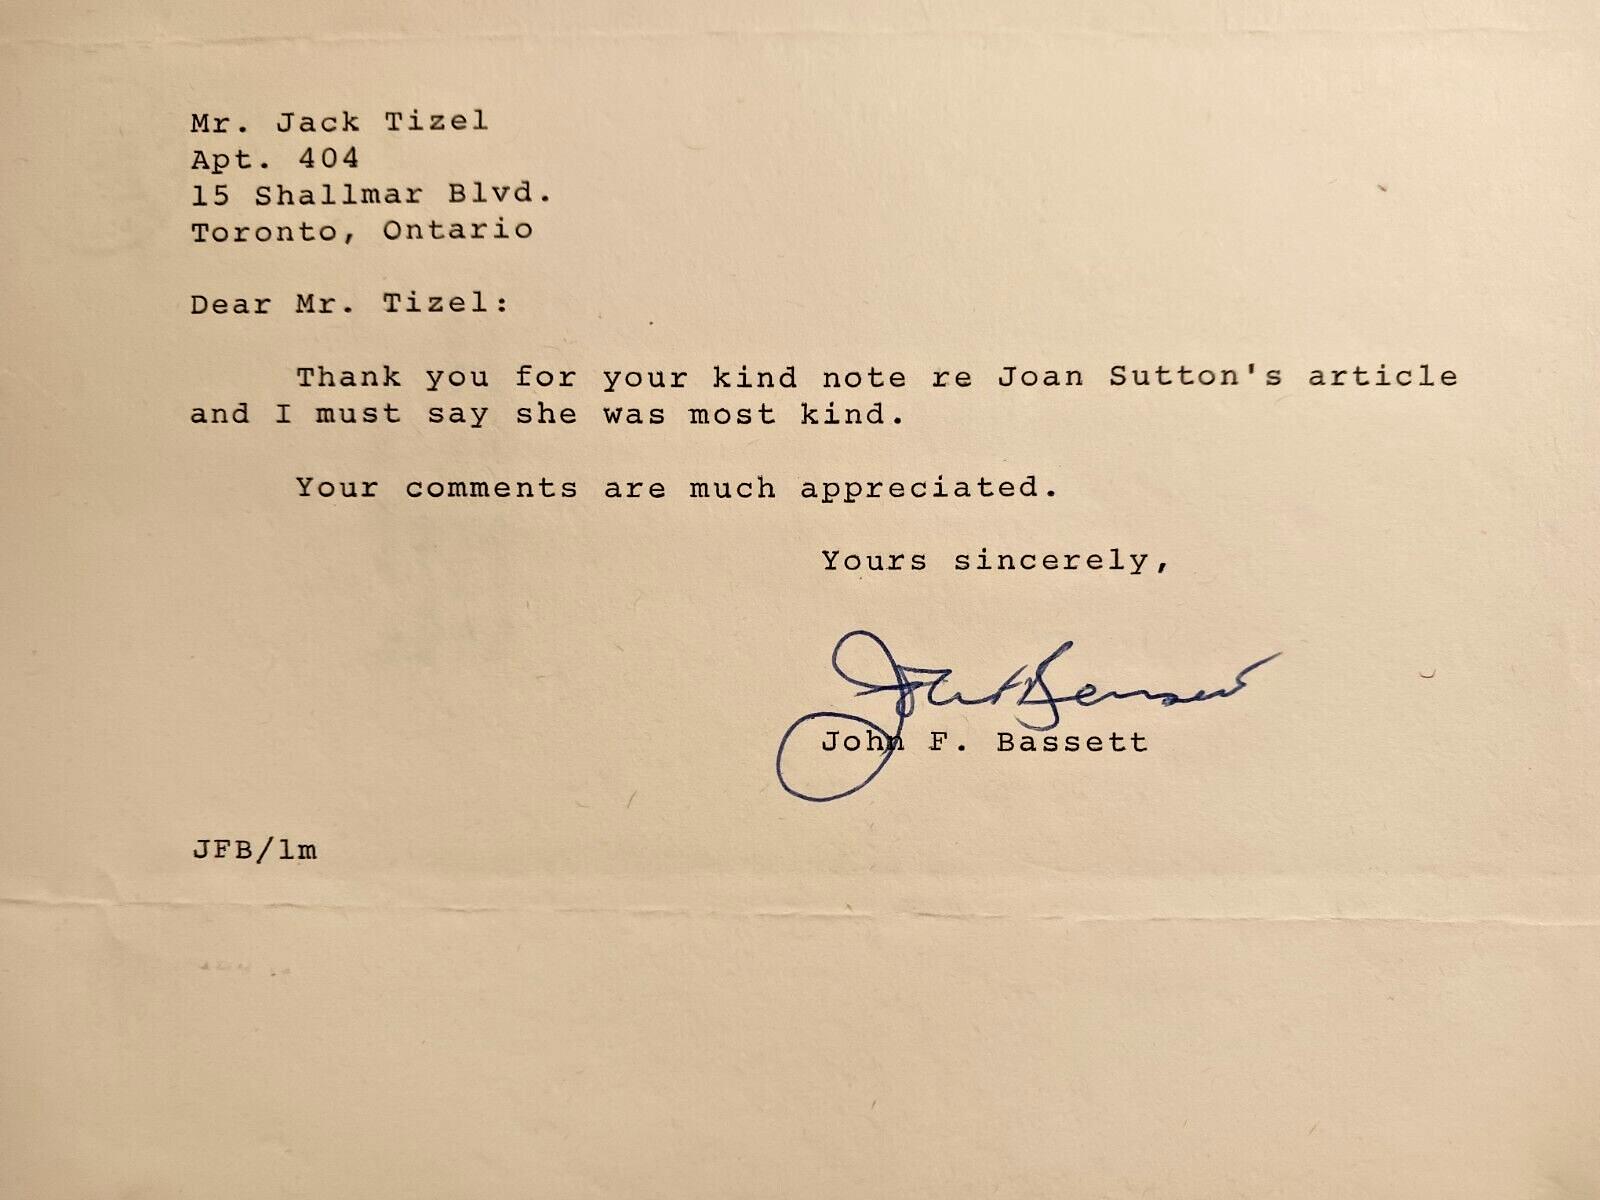 Mr. Jack Tizel
Apt. 404
15 Shallmar Blvd.
Toronto, Ontario
Dear Mr. Tizel:
Thank you for your kind note re Joan Sutton's article
and I must say she was most kind.
Your comments are much appreciated.
Yours sincerely,
John F. Bassett
John F. Bassett
JFB/lm